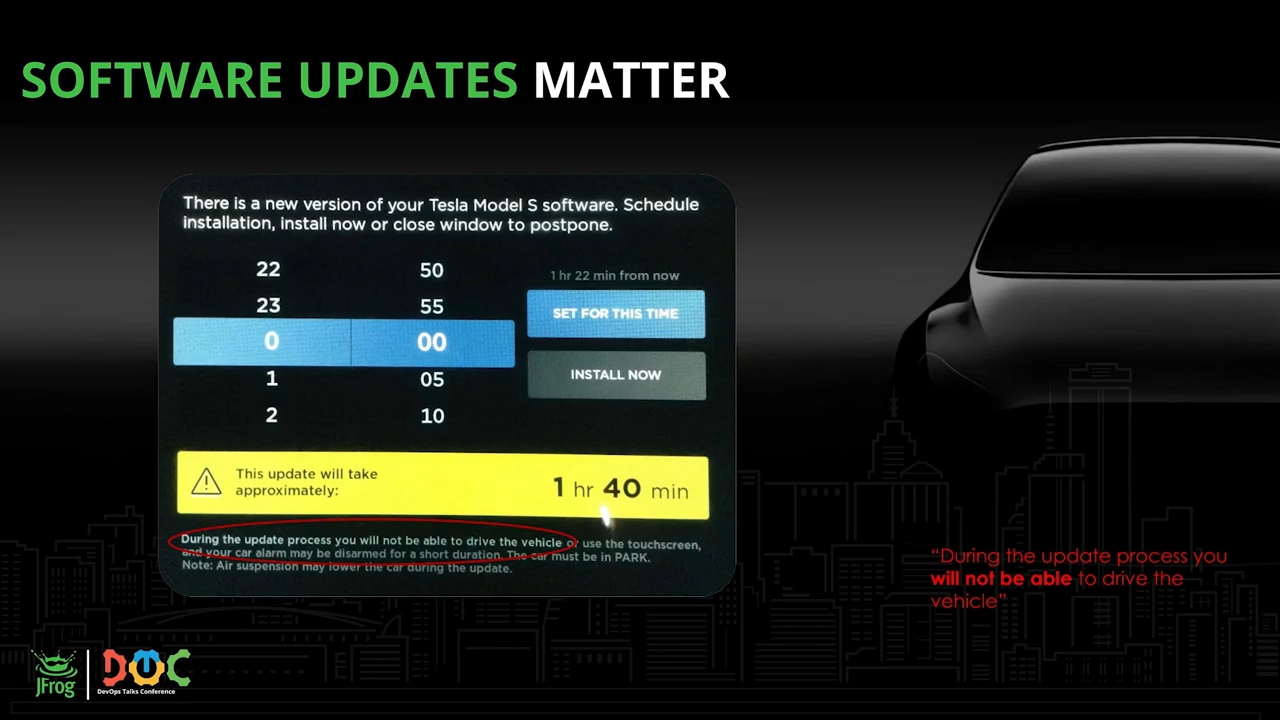 SOFTWARE UPDATES MATTER
There is a new version of your Tesla Model S software. Schedule
installation, install now or close window to postpone.
22 50
23 55
0 00
1 05
2 10
1 hr 22 min from now
SET FOR THIS TIME
INSTALL NOW
This update will take
approximately:
1 hr 40 min
During the update process you will not be able to drive the vehicle or use the touchscreen,
and your car alarm may be disarmed for a short duration. The car must be in PARK.
Note: Air suspension may lower the car during the update.
“During the update process you
will not be able to drive the
vehicle”
JFrog
DOC
DevOps Talks Conference